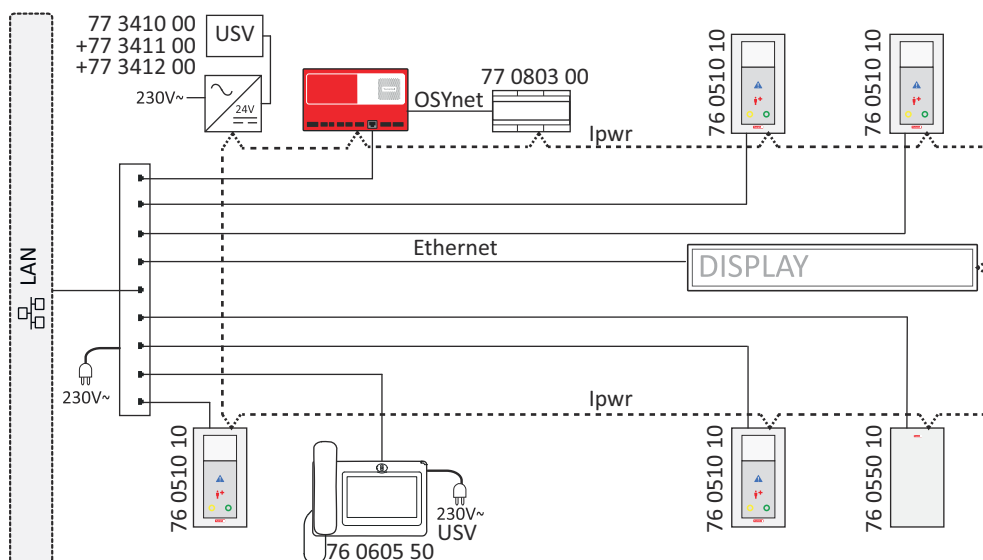 77 3410 00
+77 3411 00
+77 3412 00
USV
230V~
24V
OSYnet
77 0803 00
Ipwr
76 0510 10
76 0510 10
LAN
Ethernet
DISPLAY
230V~
Ipwr
76 0510 10
230V~
USV
76 0605 50
76 0510 10
76 0550 10